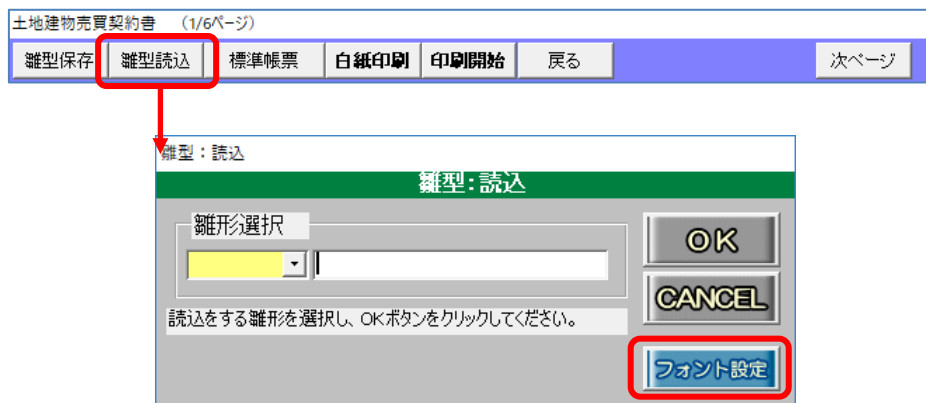 土地建物売買契約書　（1/6ページ）
雛型保存 雛型読込 標準帳票 白紙印刷 印刷開始 戻る 次ページ
雛型：読込
雛型：読込
雛形選択
OK
CANCEL
読込をする雛形を選択し、OKボタンをクリックしてください。
フォント設定